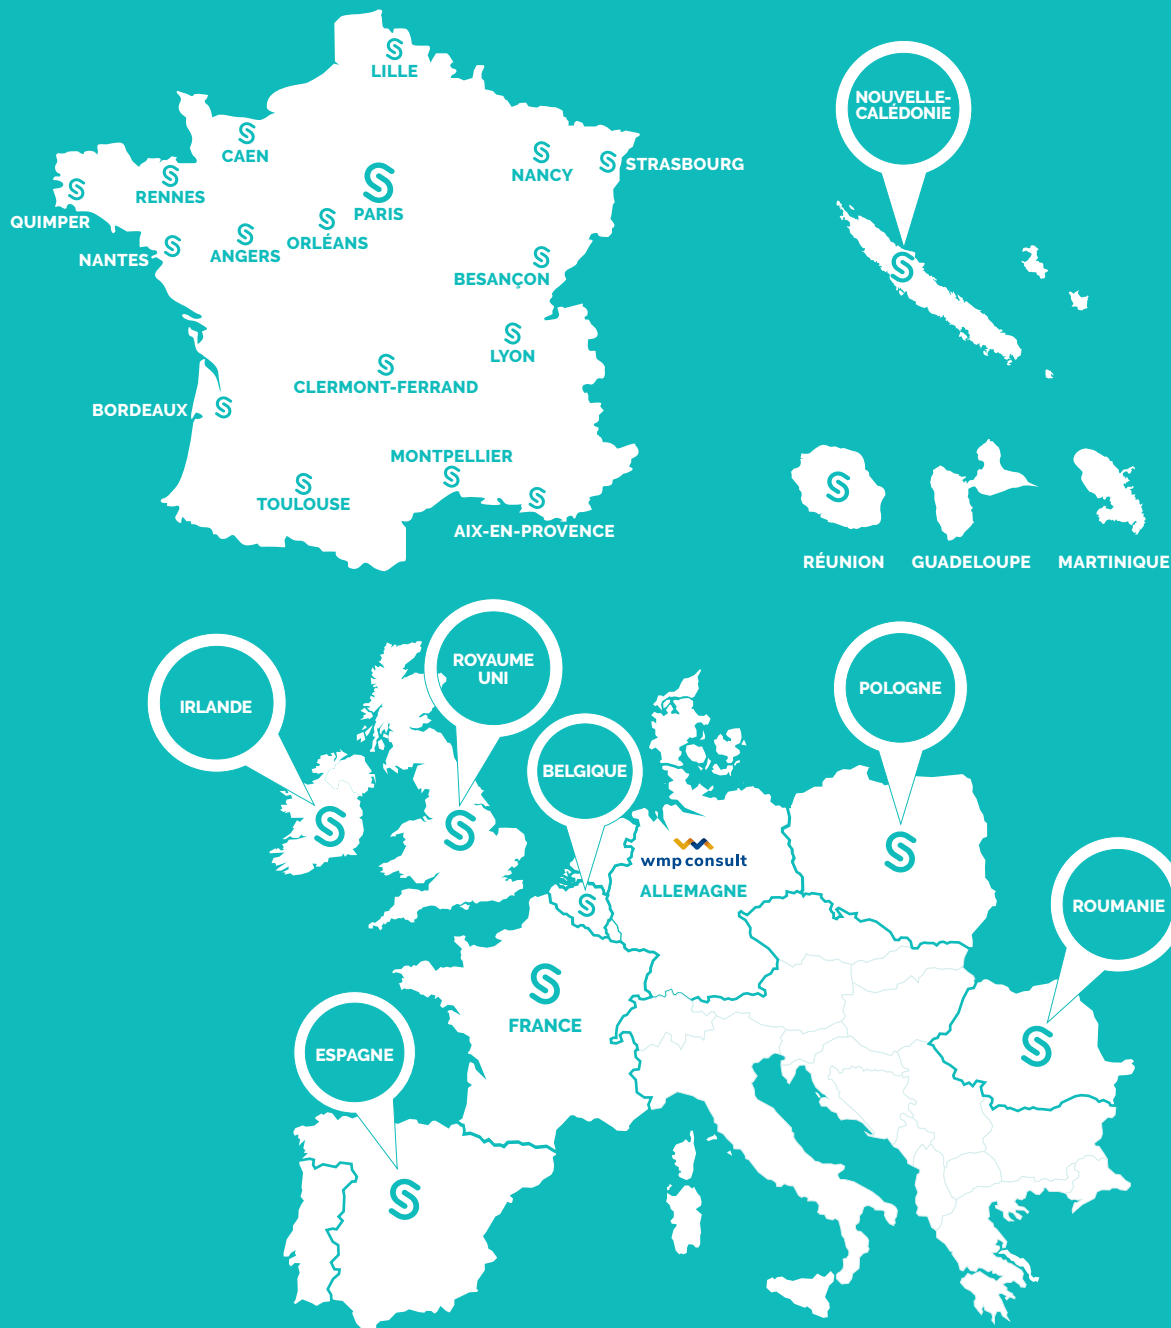 LILLE
CAEN
NANCY
STRASBOURG
RENNES
PARIS
QUIMPER
ORLÉANS
NANTES
ANGERS
BESANÇON
LYON
CLERMONT-FERRAND
BORDEAUX
MONTPELLIER
TOULOUSE
AIX-EN-PROVENCE
NOUVELLE-
CALÉDONIE
RÉUNION
GUADELOUPE
MARTINIQUE
IRLANDE
ROYAUME
UNI
BELGIQUE
POLOGNE
wmp consult
ALLEMAGNE
ROUMANIE
FRANCE
ESPAGNE